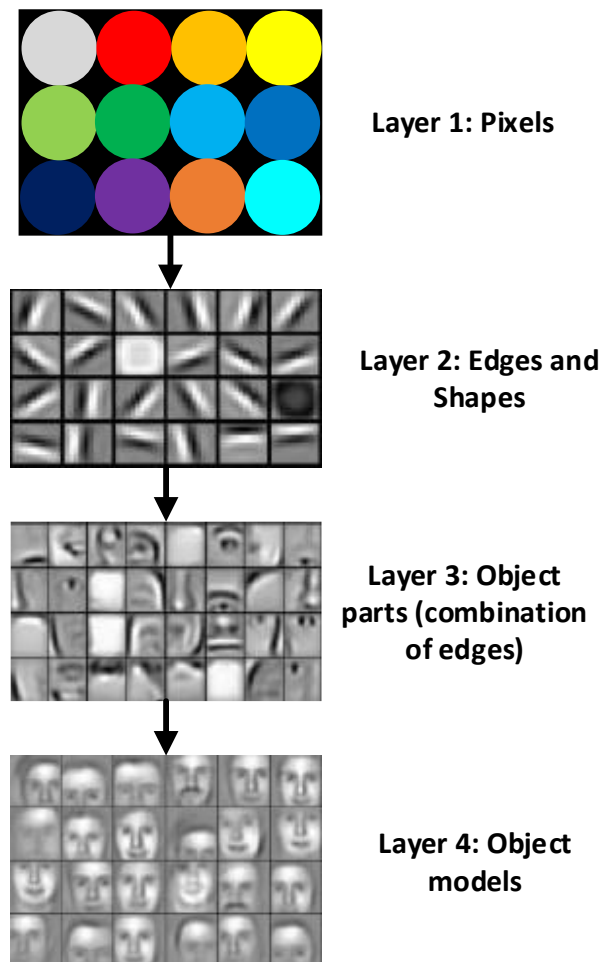 Layer 1: Pixels
Layer 2: Edges and
Shapes
Layer 3: Object
parts (combination
of edges)
Layer 4: Object
models